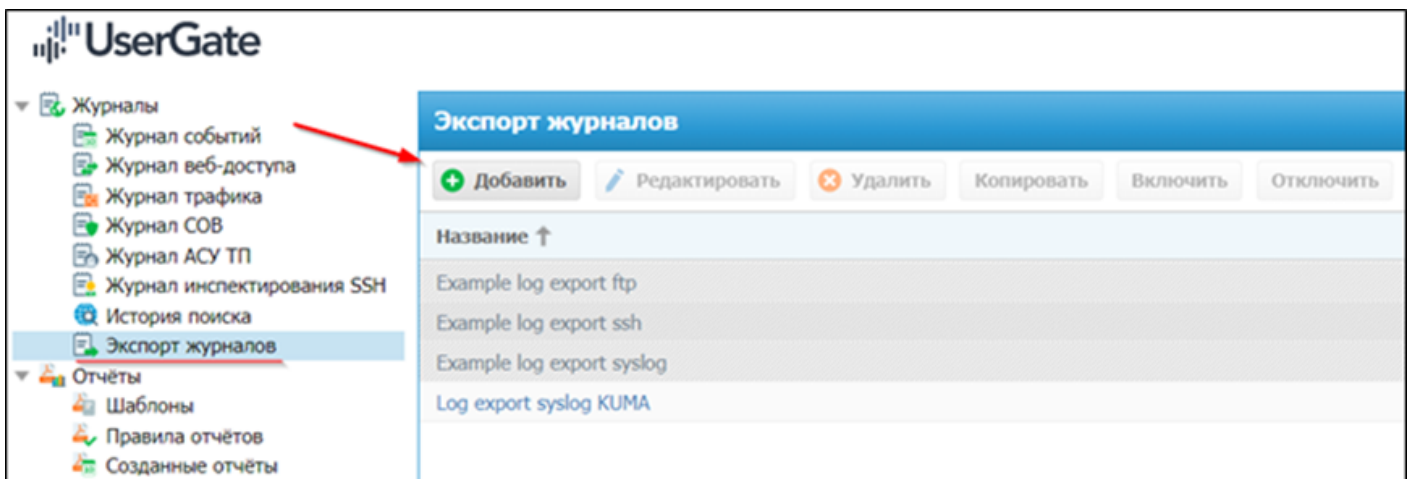 UserGate
Журналы
Журнал событий
Журнал веб-доступа
Журнал трафика
Журнал СОВ
Журнал АСУ ТП
Журнал инспектирования SSH
История поиска
Экспорт журналов
Отчёты
Шаблоны
Правила отчётов
Созданные отчёты
Экспорт журналов
Добавить Редактировать Удалить Копировать Включить Отключить
Название ↑
Example log export ftp
Example log export ssh
Example log export syslog
Log export syslog KUMA